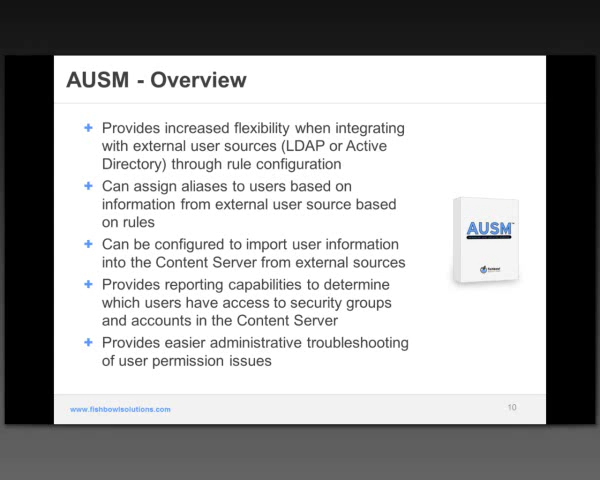 AUSM - Overview
Provides increased flexibility when integrating
with external user sources (LDAP or Active
Directory) through rule configuration
Can assign aliases to users based on
information from external user source based
on rules
Can be configured to import user information
into the Content Server from external sources
Provides reporting capabilities to determine
which users have access to security groups
and accounts in the Content Server
Provides easier administrative troubleshooting
of user permission issues
AUSM
fishbowl
www.fishbowlsolutions.com
10